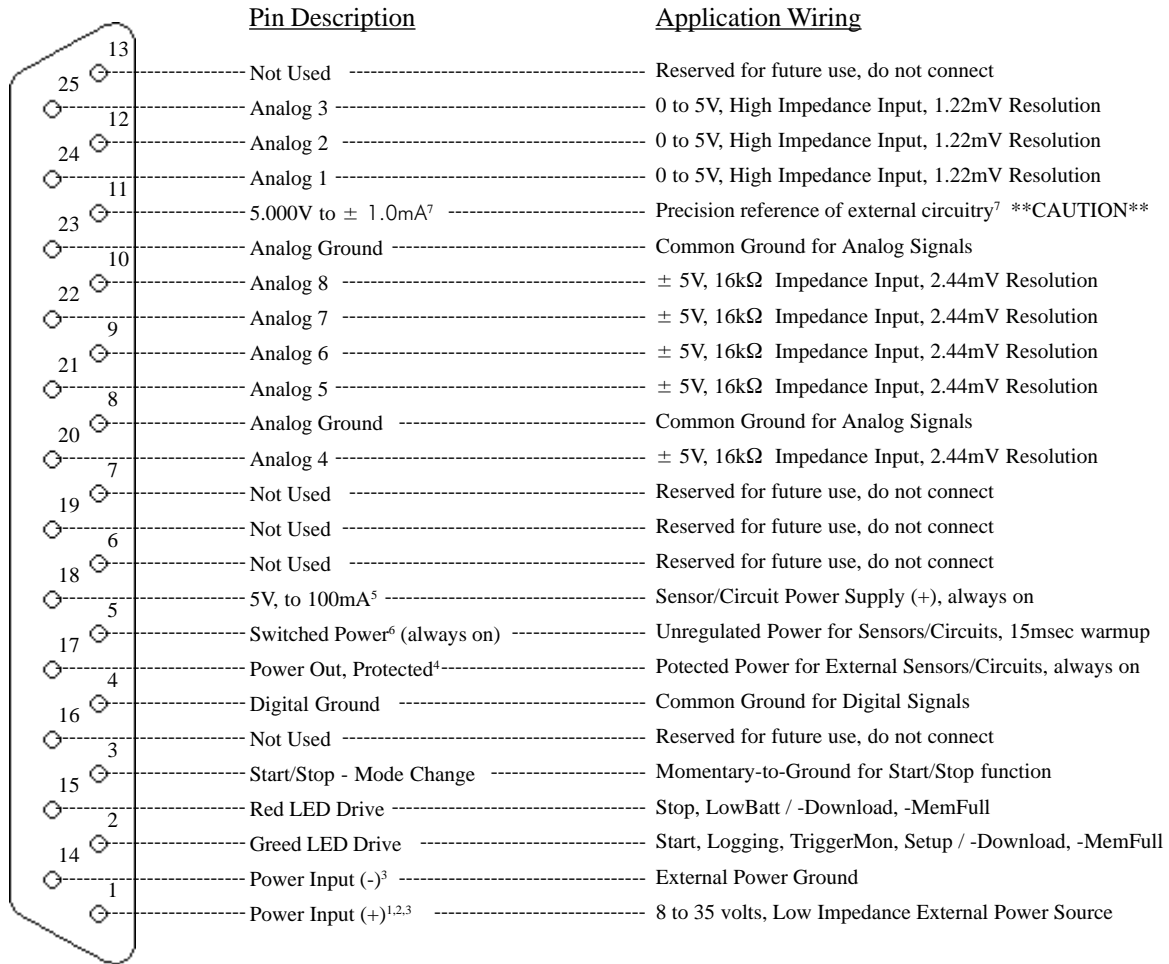 Pin Description Application Wiring
13 Not Used Reserved for future use, do not connect
25 Analog 3 0 to 5V, High Impedance Input, 1.22mV Resolution
12 Analog 2 0 to 5V, High Impedance Input, 1.22mV Resolution
24 Analog 1 0 to 5V, High Impedance Input, 1.22mV Resolution
11 5.000V to ± 1.0mA⁷ Precision reference of external circuitry⁷ **CAUTION**
23 Analog Ground Common Ground for Analog Signals
10 Analog 8 ± 5V, 16kΩ Impedance Input, 2.44mV Resolution
22 Analog 7 ± 5V, 16kΩ Impedance Input, 2.44mV Resolution
9 Analog 6 ± 5V, 16kΩ Impedance Input, 2.44mV Resolution
21 Analog 5 ± 5V, 16kΩ Impedance Input, 2.44mV Resolution
8 Analog Ground Common Ground for Analog Signals
20 Analog 4 ± 5V, 16kΩ Impedance Input, 2.44mV Resolution
7 Not Used Reserved for future use, do not connect
19 Not Used Reserved for future use, do not connect
6 Not Used Reserved for future use, do not connect
18 5V, to 100mA⁵ Sensor/Circuit Power Supply (+), always on
5 Switched Power⁶ (always on) Unregulated Power for Sensors/Circuits, 15msec warmup
17 Power Out, Protected⁴ Potected Power for External Sensors/Circuits, always on
4 Digital Ground Common Ground for Digital Signals
16 Not Used Reserved for future use, do not connect
3 Start/Stop - Mode Change Momentary-to-Ground for Start/Stop function
15 Red LED Drive Stop, LowBatt / -Download, -MemFull
2 Greed LED Drive Start, Logging, TriggerMon, Setup / -Download, -MemFull
14 Power Input (-)³ External Power Ground
1 Power Input (+)¹,²,³ 8 to 35 volts, Low Impedance External Power Source